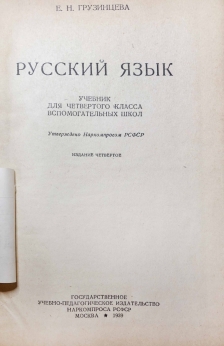 Е. Н. ГРУЗИНЦЕВА
РУССКИЙ ЯЗЫК
УЧЕБНИК
ДЛЯ ЧЕТВЕРТОГО КЛАССА
ВСПОМОГАТЕЛЬНЫХ ШКОЛ
Утверждено Наркомпросом РСФСР
ИЗДАНИЕ ЧЕТВЕРТОЕ
ГОСУДАРСТВЕННОЕ
УЧЕБНО-ПЕДАГОГИЧЕСКОЕ ИЗДАТЕЛЬСТВО
НАРКОМПРОСА РСФСР
МОСКВА ★ 1939